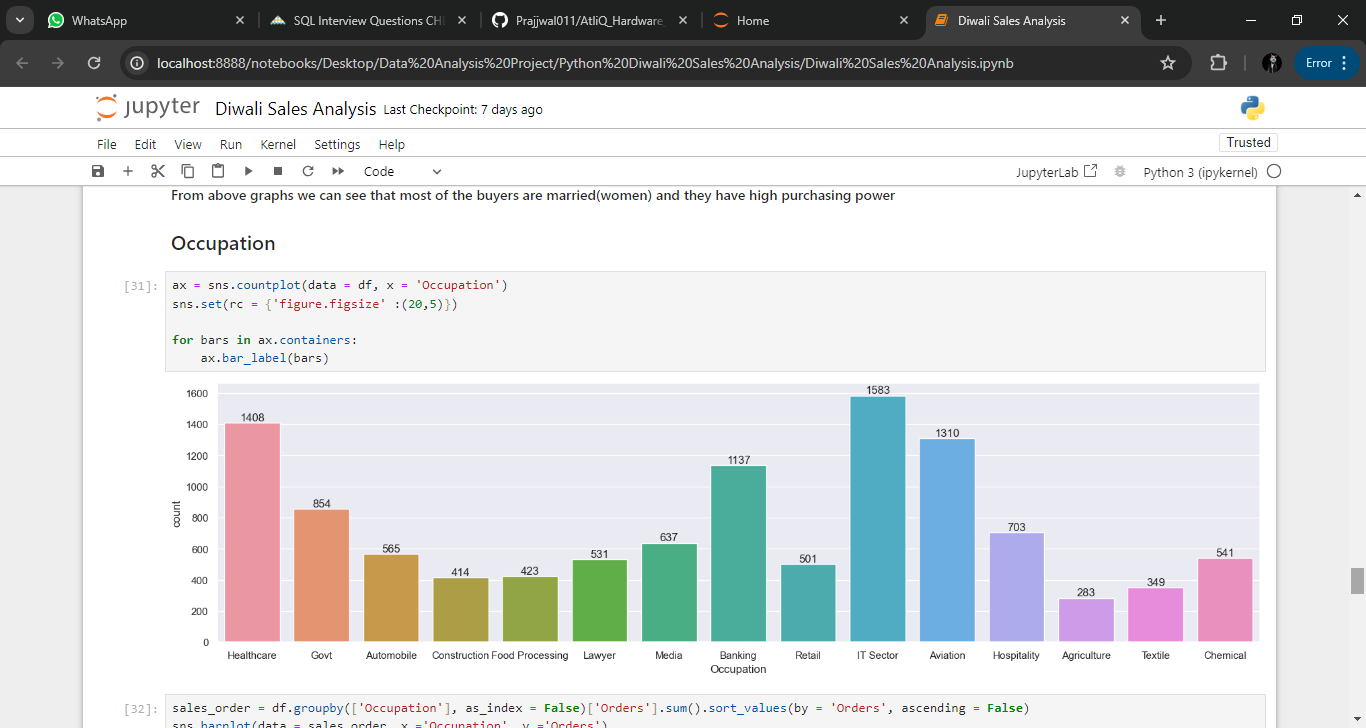 WhatsApp
SQL Interview Questions CH
Prajjwal011/AtliQ_Hardware_
Home
Diwali Sales Analysis
localhost:8888/notebooks/Desktop/Data%20Analysis%20Project/Python%20Diwali%20Sales%20Analysis/Diwali%20Sales%20Analysis.ipynb
Error
jupyter Diwali Sales Analysis Last Checkpoint: 7 days ago
File Edit View Run Kernel Settings Help
Trusted
Code
JupyterLab
Python 3 (ipykernel)
From above graphs we can see that most of the buyers are married(women) and they have high purchasing power
Occupation
[31]:
ax = sns.countplot(data = df, x = 'Occupation')
sns.set(rc = {'figure.figsize' :(20,5)})
for bars in ax.containers:
ax.bar_label(bars)
1600
1400
1200
1000
800
600
400
200
0
count
1408
854
565
414
423
531
637
1137
501
1583
1310
703
283
349
541
Healthcare Govt Automobile Construction Food Processing Lawyer Media Banking Retail IT Sector Aviation Hospitality Agriculture Textile Chemical
Occupation
[32]:
sales_order = df.groupby(['Occupation'], as_index = False)['Orders'].sum().sort_values(by = 'Orders', ascending = False)
sns.barplot(data = sales_order, x ='Occupation', y ='Orders')